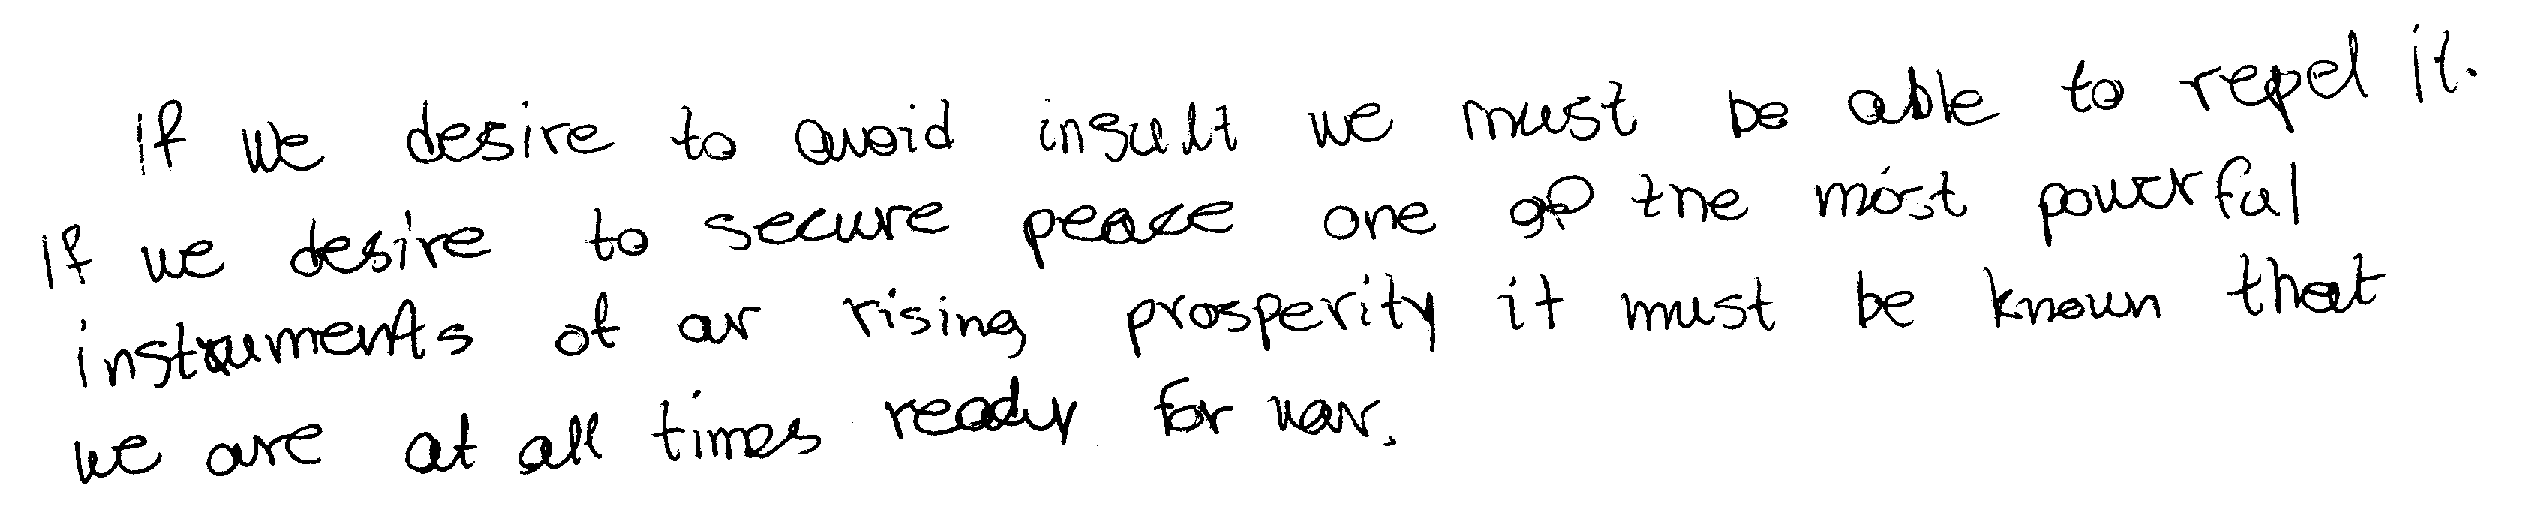 If we desire to avoid insult we must be able to repel it.
If we desire to secure peace one of the most powerful
instruments of our rising prosperity it must be known that
we are at all times ready for war.